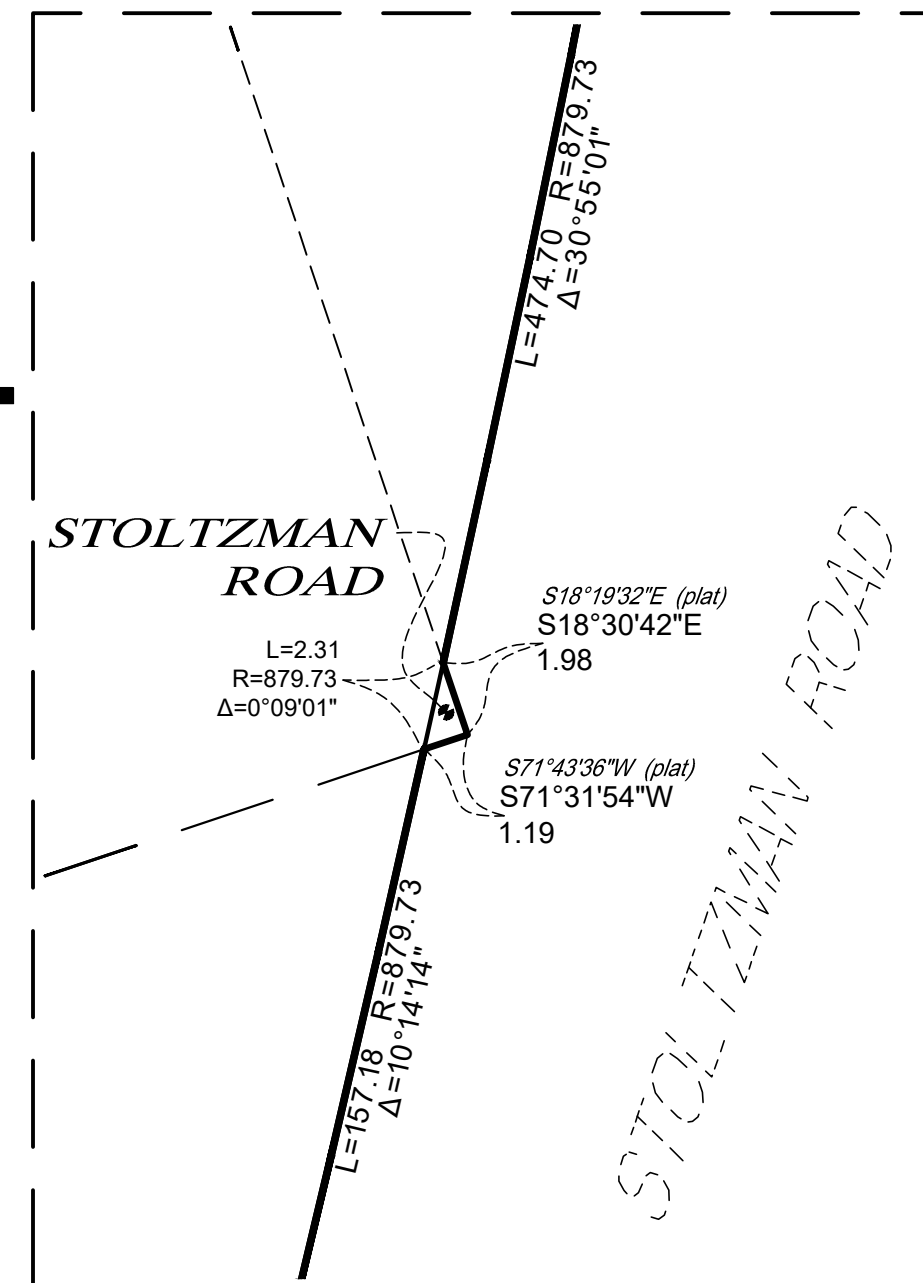 L=474.70 R=879.73
Δ=30°55'01"
STOLTZMAN
ROAD
S18°19'32"E (plat)
S18°30'42"E
1.98
L=2.31
R=879.73
Δ=0°09'01"
S71°43'36"W (plat)
S71°31'54"W
1.19
L=157.18 R=879.73
Δ=10°14'14"
STOLTZMAN ROAD